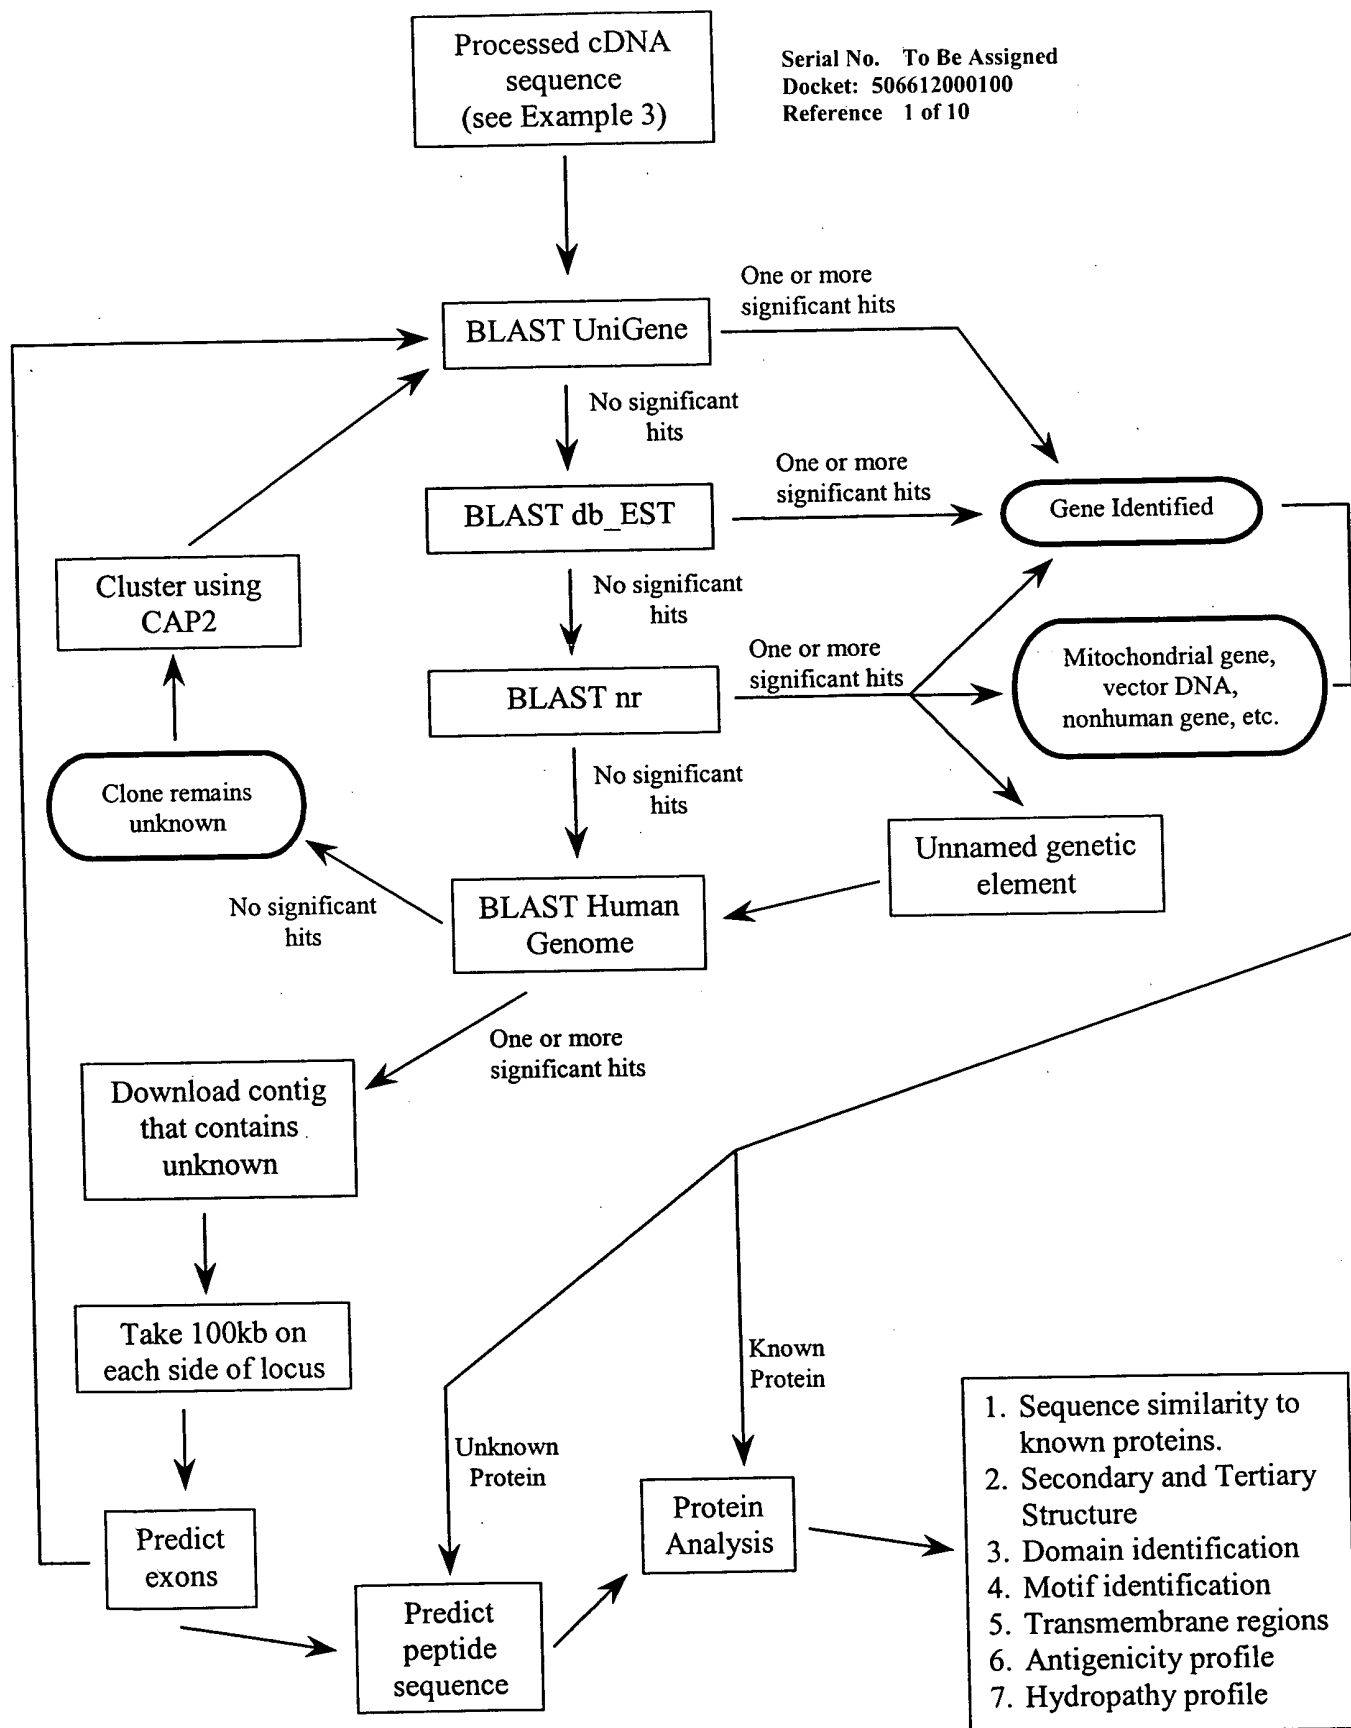 Processed cDNA
sequence
(see Example 3)
Serial No. To Be Assigned
Docket: 506612000100
Reference 1 of 10
One or more
significant hits
BLAST UniGene
No significant
hits
One or more
significant hits
BLAST db_EST
Gene Identified
Cluster using
CAP2
No significant
hits
One or more
significant hits
BLAST nr
Mitochondrial gene,
vector DNA,
nonhuman gene, etc.
Clone remains
unknown
No significant
hits
Unnamed genetic
element
No significant
hits
BLAST Human
Genome
One or more
significant hits
Download contig
that contains
unknown
Take 100kb on
each side of locus
Known
Protein
Unknown
Protein
Predict
exons
Protein
Analysis
Predict
peptide
sequence
1. Sequence similarity to
known proteins.
2. Secondary and Tertiary
Structure
3. Domain identification
4. Motif identification
5. Transmembrane regions
6. Antigenicity profile
7. Hydropathy profile